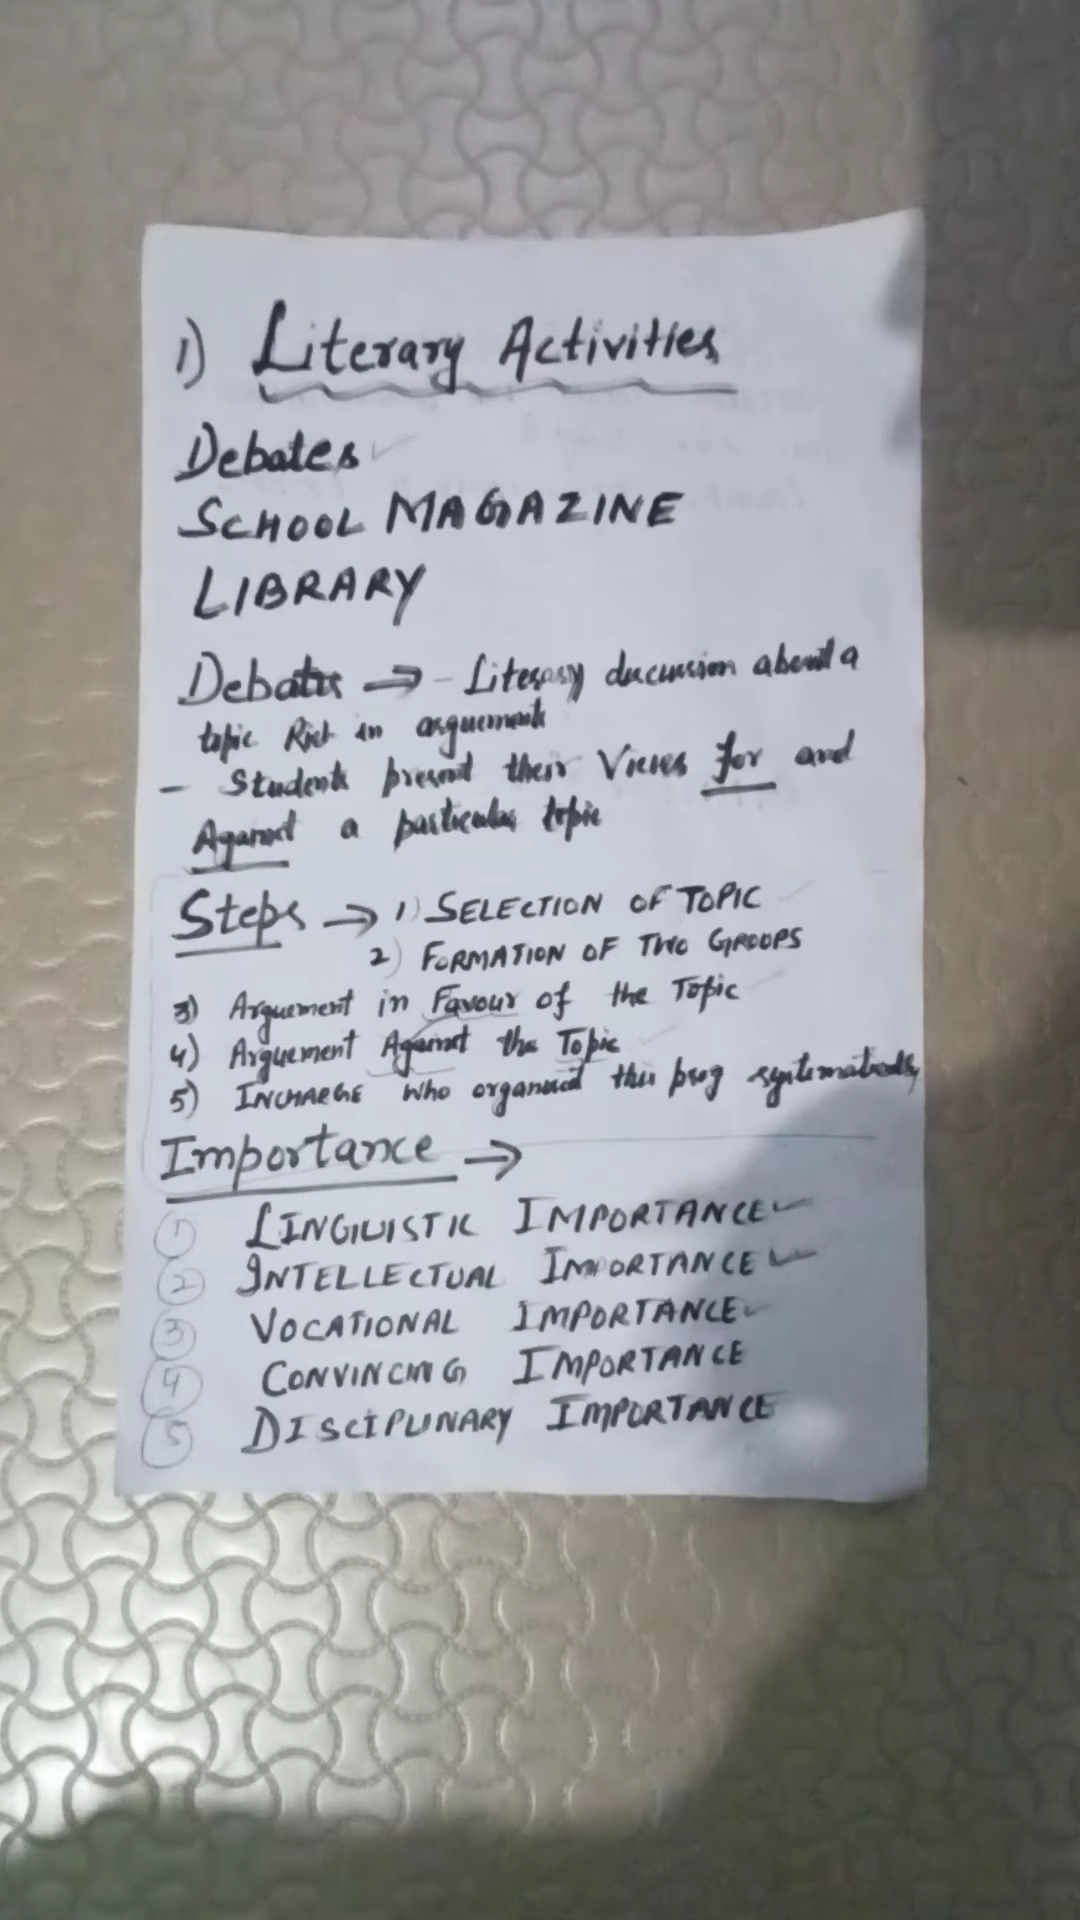 1) Literary Activities
Debates
SCHOOL MAGAZINE
LIBRARY
Debates → - Literary discussion about a
topic Rich in arguements
- Students present their Views for and
Against a particular topic
Steps → 1) SELECTION OF TOPIC
2) FORMATION OF TWO GROUPS
3) Arguement in Favour of the Topic
4) Arguement Against the Topic
5) INCHARGE who organised this prog systematically
Importance →
1 LINGUISTIC IMPORTANCE
2 INTELLECTUAL IMPORTANCE
3 VOCATIONAL IMPORTANCE
4 CONVINCING IMPORTANCE
5 DISCIPLINARY IMPORTANCE